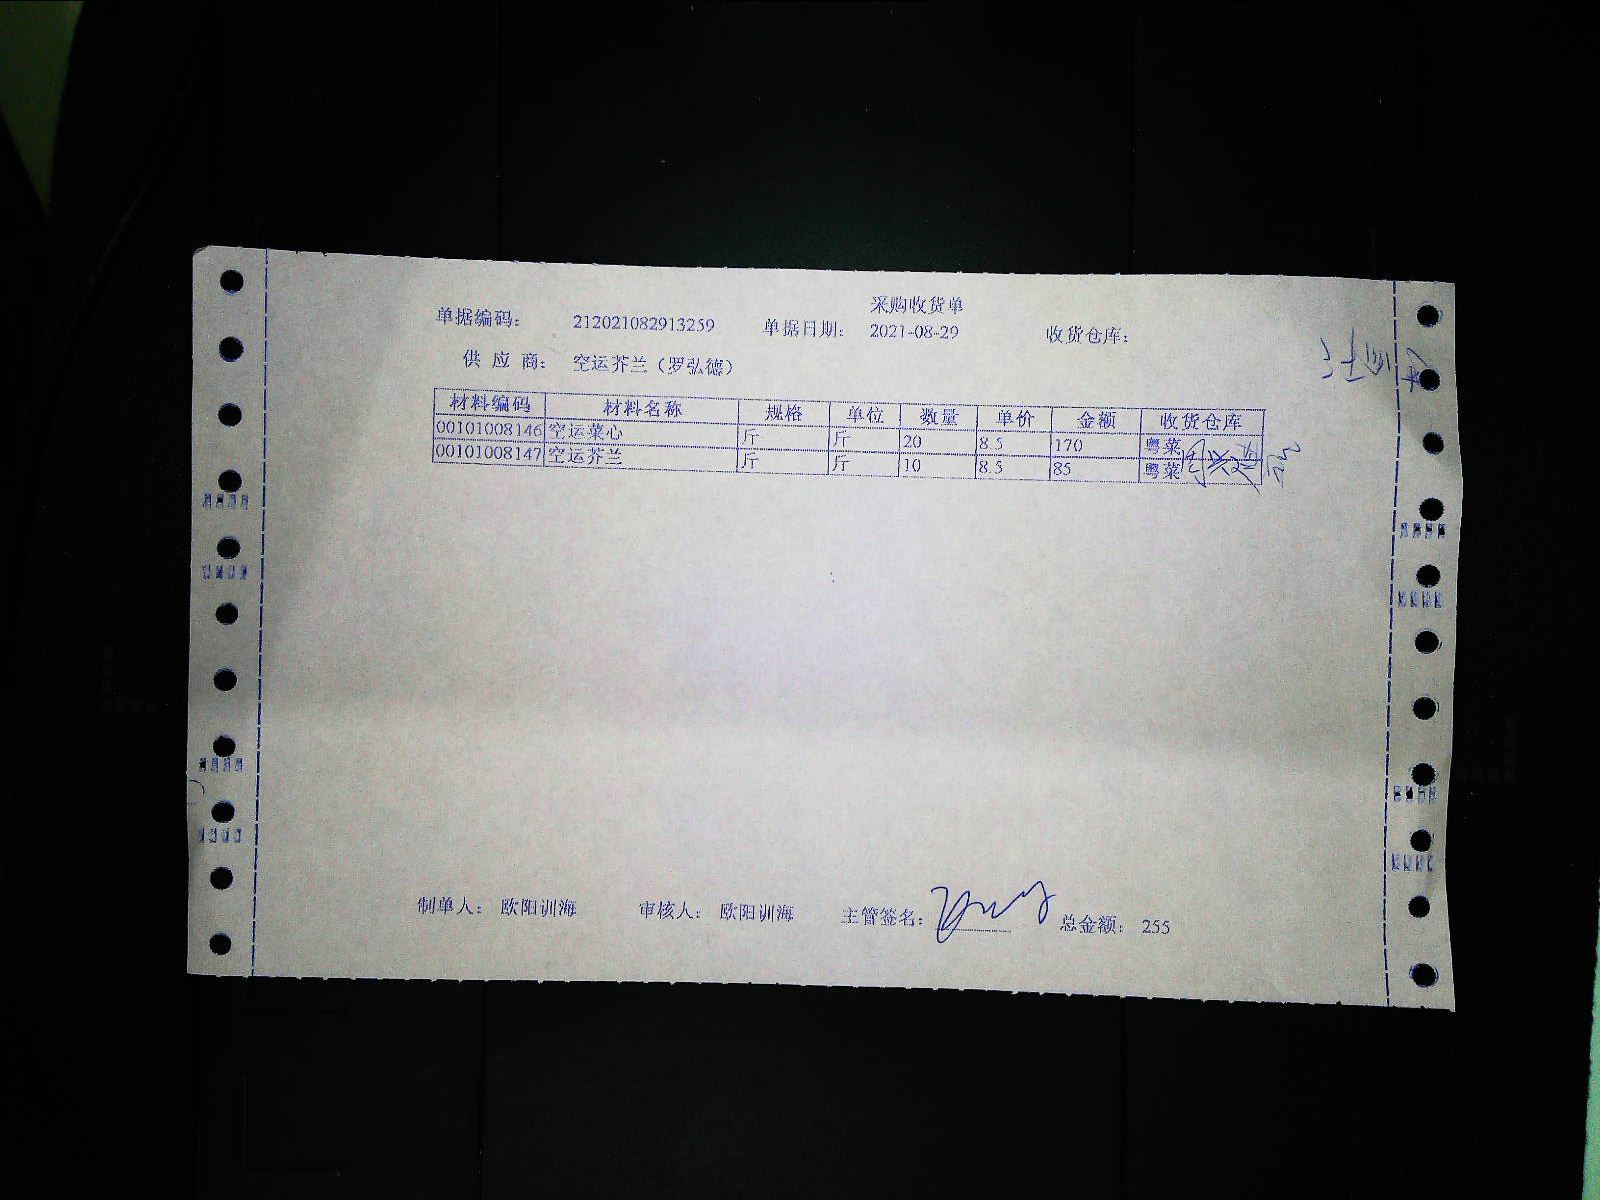 采购收货单
单据编码： 212021082913259 单据日期： 2021-08-29 收货仓库：
供 应 商： 空运芥兰（罗弘德）
材料编码 材料名称 规格 单位 数量 单价 金额 收货仓库
00101008146 空运菜心 斤 斤 20 8.5 170 粤菜
00101008147 空运芥兰 斤 斤 10 8.5 85 粤菜
制单人： 欧阳训海 审核人： 欧阳训海 主管签名： 总金额： 255